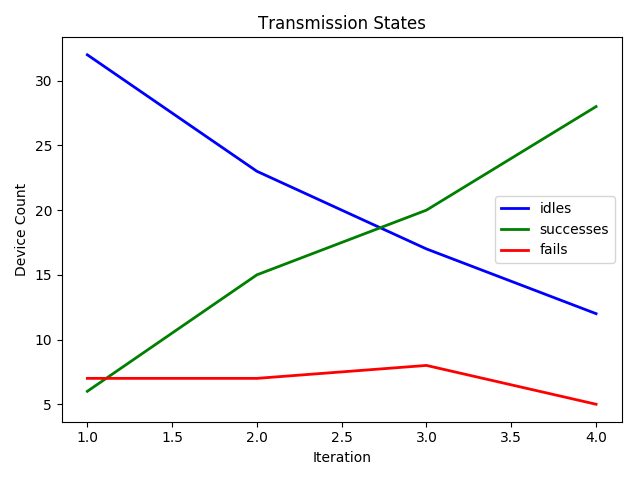 Transmission States
Device Count
30
25
20
15
10
5
idles
successes
fails
1.0 1.5 2.0 2.5 3.0 3.5 4.0
Iteration